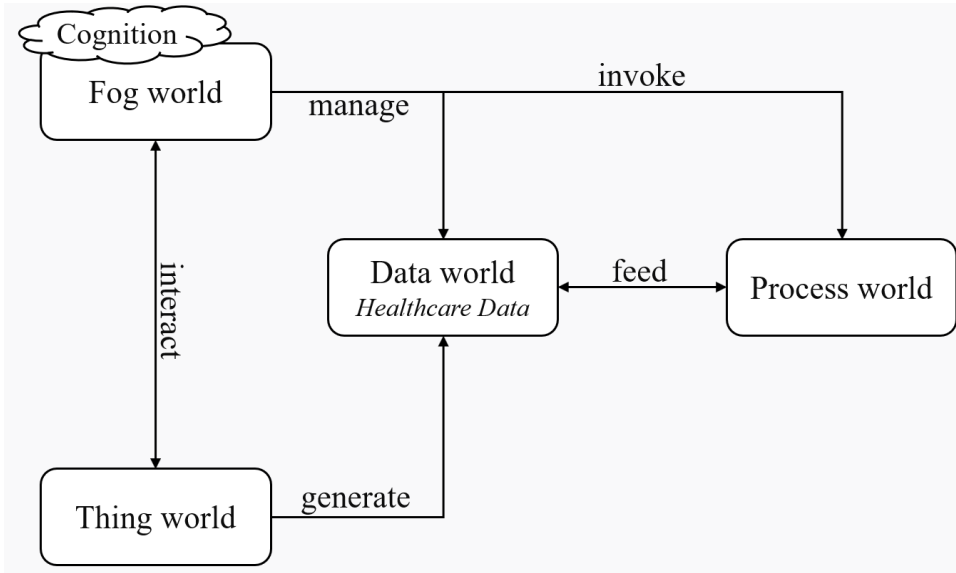 Cognition
Fog world
manage
invoke
interact
Data world
Healthcare Data
feed
Process world
Thing world
generate